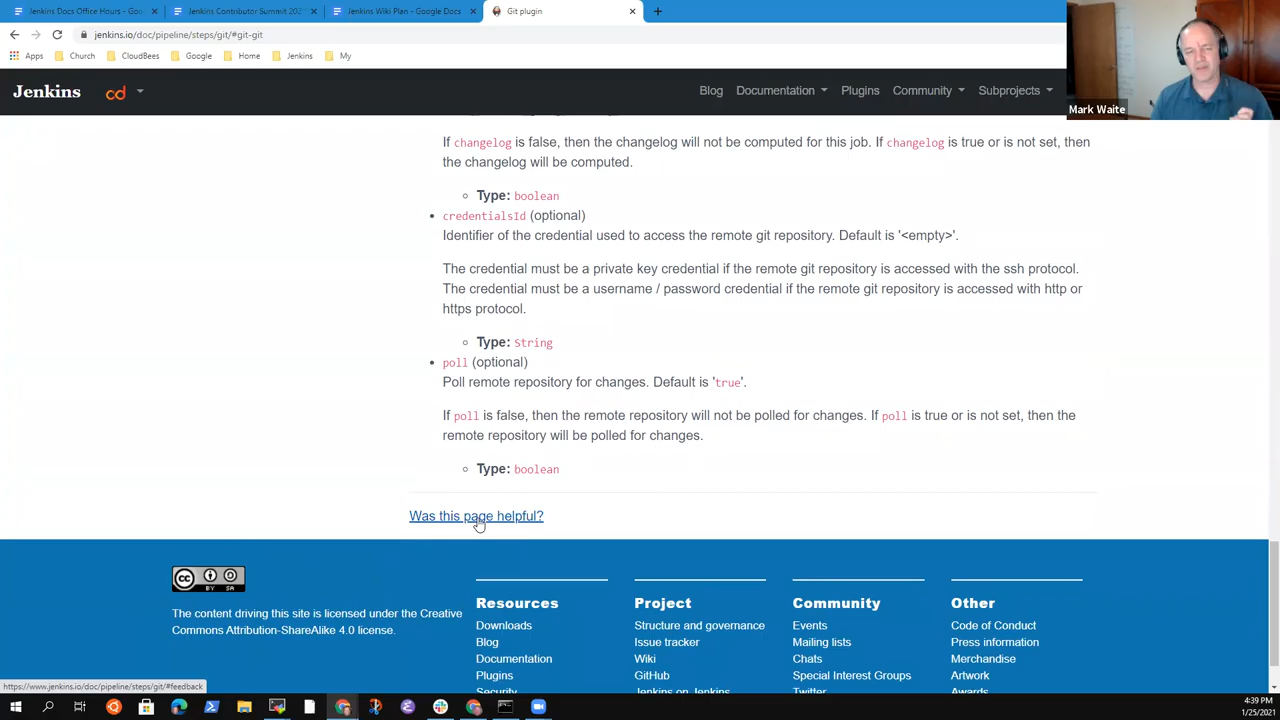 Jenkins Docs Office Hours - Goo
Jenkins Contributor Summit 202
Jenkins Wiki Plan - Google Docs
Git plugin
jenkins.io/doc/pipeline/steps/git/#git-git
Apps
Church
CloudBees
Google
Home
Jenkins
My
Jenkins
cd
Blog
Documentation
Plugins
Community
Subprojects
Mark Waite
If changelog is false, then the changelog will not be computed for this job. If changelog is true or is not set, then
the changelog will be computed.
Type: boolean
credentialsId (optional)
Identifier of the credential used to access the remote git repository. Default is '<empty>'.
The credential must be a private key credential if the remote git repository is accessed with the ssh protocol.
The credential must be a username / password credential if the remote git repository is accessed with http or
https protocol.
Type: String
poll (optional)
Poll remote repository for changes. Default is 'true'.
If poll is false, then the remote repository will not be polled for changes. If poll is true or is not set, then the
remote repository will be polled for changes.
Type: boolean
Was this page helpful?
cc
BY SA
The content driving this site is licensed under the Creative
Commons Attribution-ShareAlike 4.0 license.
Resources
Downloads
Blog
Documentation
Plugins
Security
Project
Structure and governance
Issue tracker
Wiki
GitHub
Jenkins on Jenkins
Community
Events
Mailing lists
Chats
Special Interest Groups
Twitter
Other
Code of Conduct
Press information
Merchandise
Artwork
Awards
https://www.jenkins.io/doc/pipeline/steps/git/#feedback
4:39 PM
1/25/2021